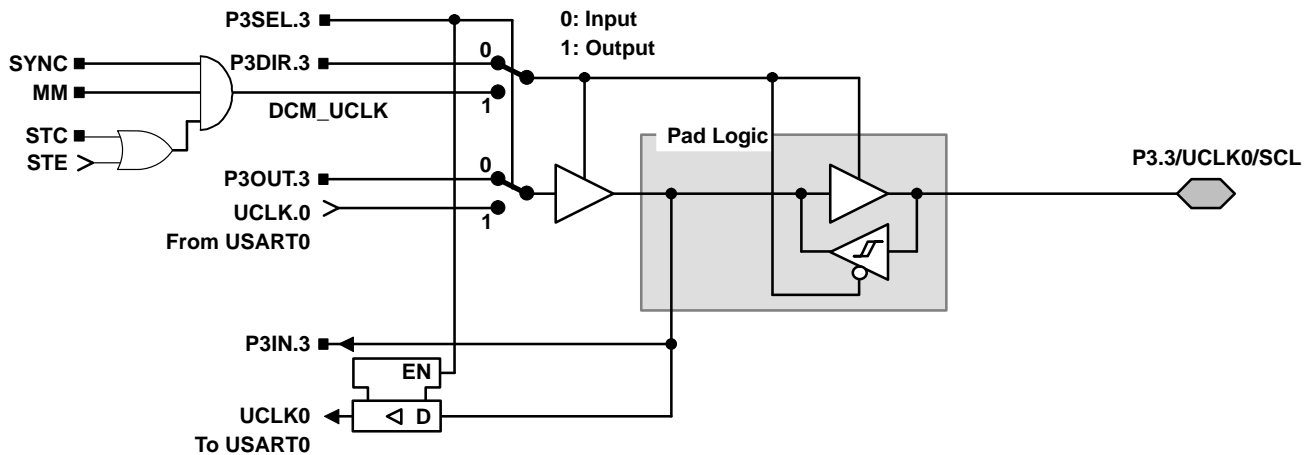 P3SEL.3
0: Input
1: Output
SYNC
P3DIR.3
0
MM
1
DCM_UCLK
STC
STE
Pad Logic
P3.3/UCLK0/SCL
P3OUT.3
0
UCLK.0
1
From USART0
P3IN.3
EN
UCLK0
D
To USART0